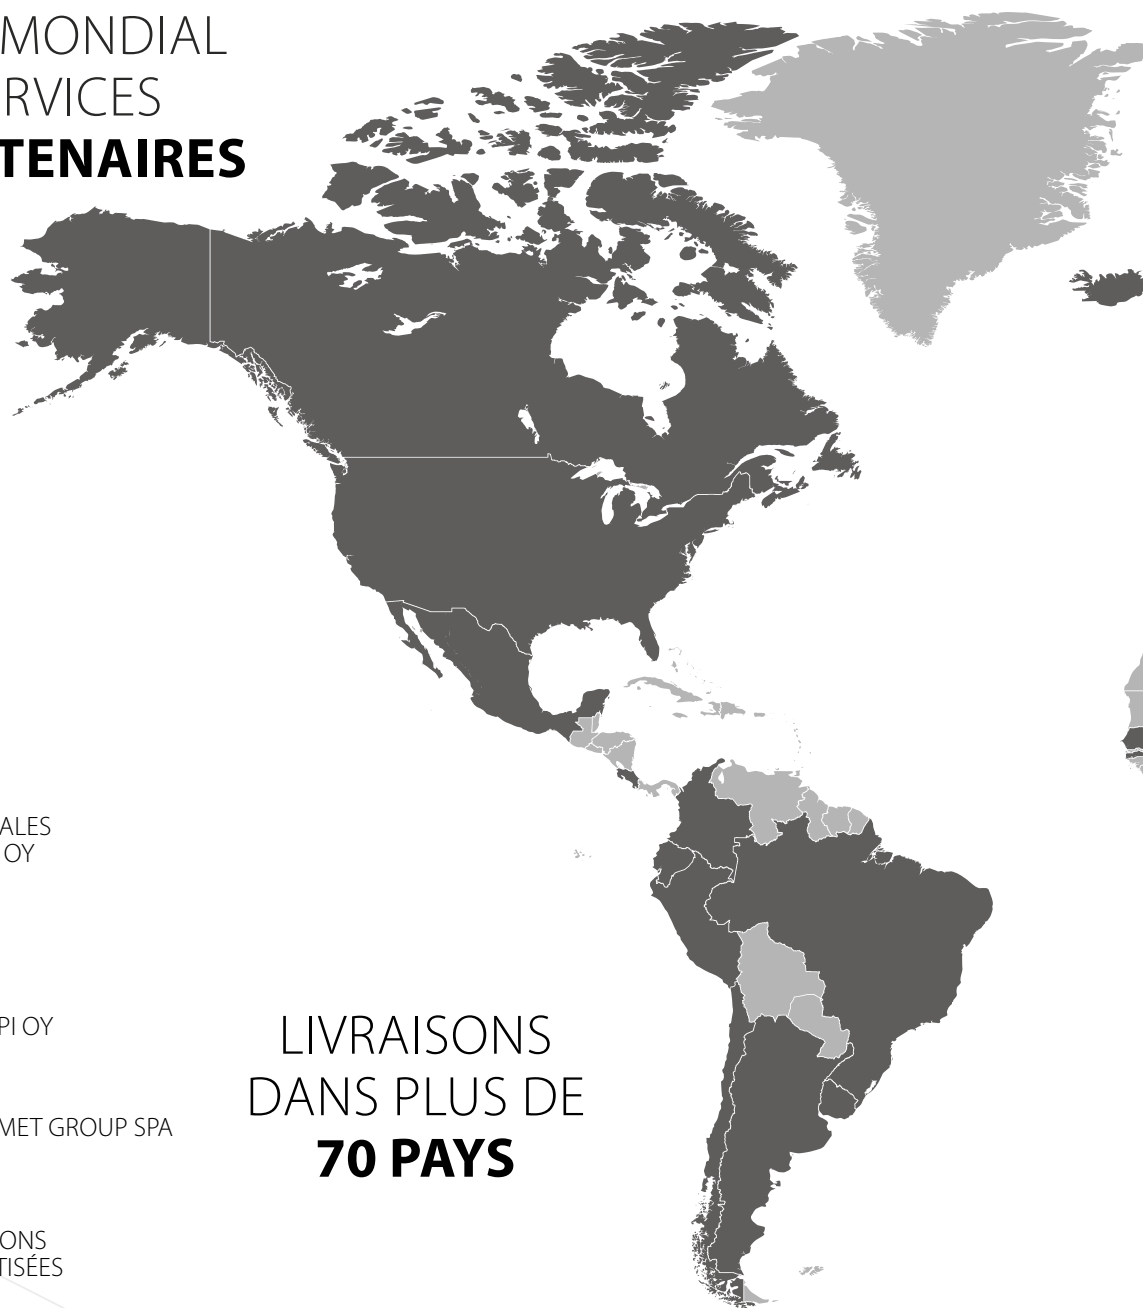 MONDIAL
RVICES
TENAIRES
ALES
OY
PI OY
LIVRAISONS
DANS PLUS DE
70 PAYS
MET GROUP SPA
ONS
TISÉES